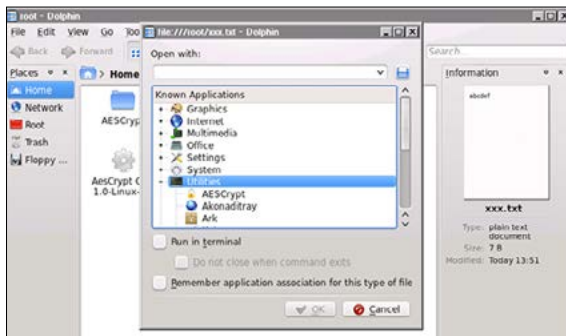 root - Dolphin
File Edit View Go Too
Back Forward
Search...
Places
Home
Network
Root
Trash
Floppy ...
Home
AESCryp
AesCrypt C
1.0-Linux-
file:///root/xxx.txt - Dolphin
Open with:
Known Applications
Graphics
Internet
Multimedia
Office
Settings
System
Utilities
AESCrypt
Akonaditray
Ark
Run in terminal
Do not close when command exits
Remember application association for this type of file
OK Cancel
Information
abcdef
xxx.txt
Type: plain text
document
Size: 7 B
Modified: Today 13:51